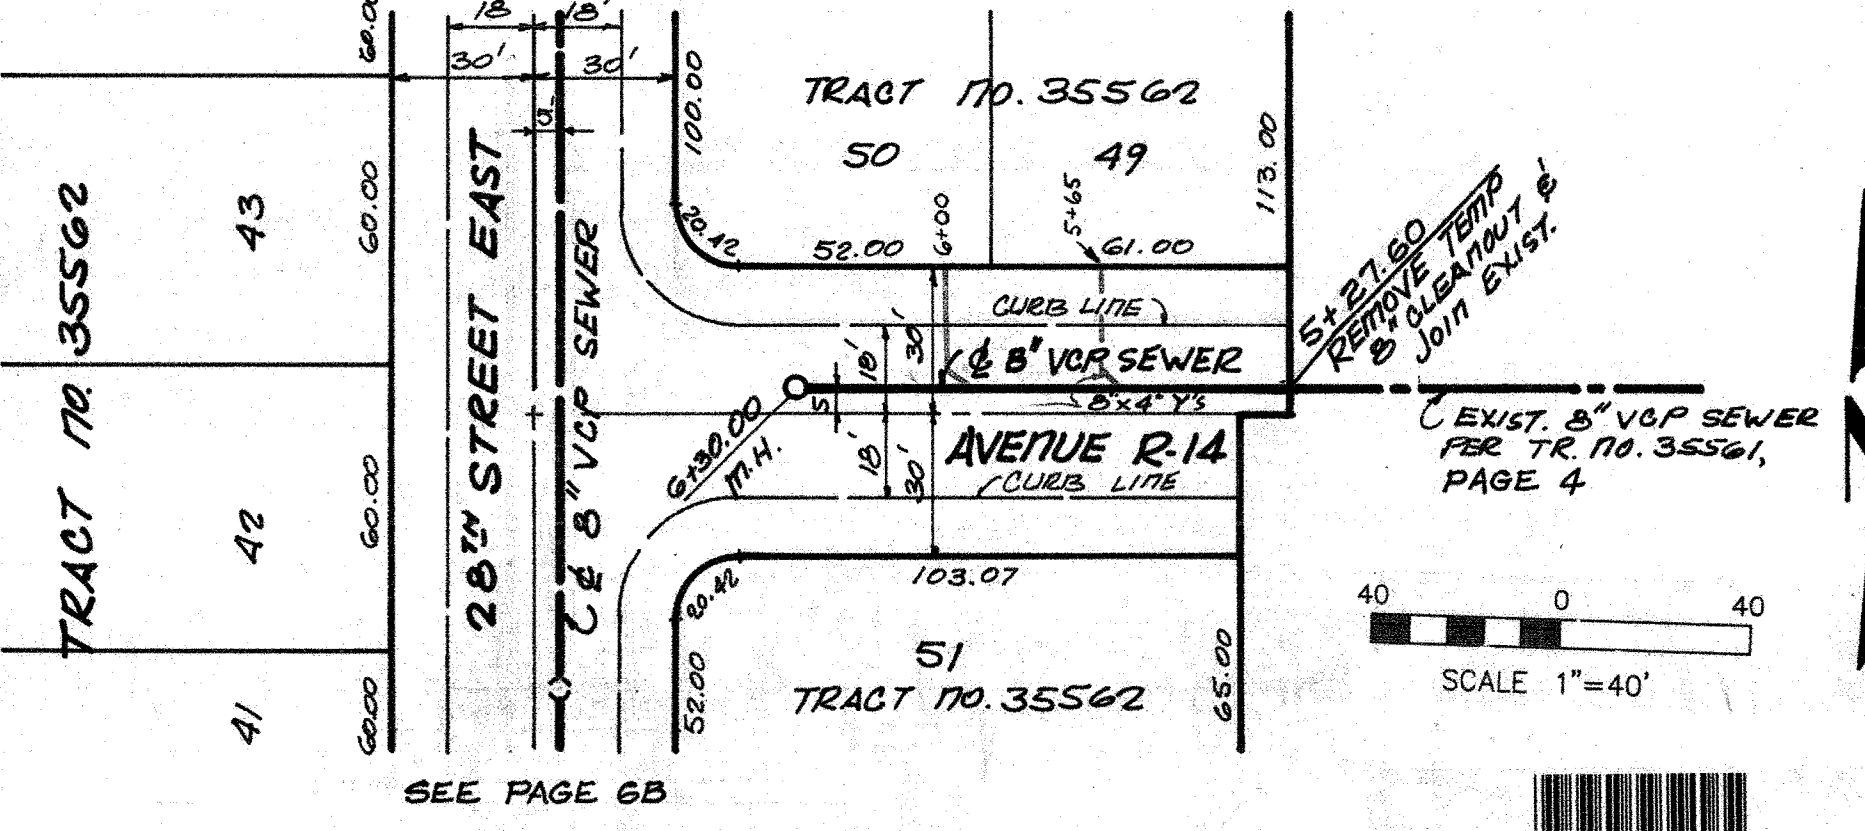 60.00
18
18'
30'
30'
5'
100.00
TRACT NO. 35562
50
49
113.00
TRACT NO. 35562
43
60.00
28TH STREET EAST
℄ 8" VCP SEWER
20.42
52.00
6+00
5+65
61.00
5+27.60
REMOVE TEMP
8" CLEANOUT &
JOIN EXIST.
CURB LINE
18'
30'
℄ 8" VCP SEWER
5'
8"x4" Y'S
6+30.00
M.H.
18'
30'
AVENUE R-14
CURB LINE
EXIST. 8" VCP SEWER
PER TR. NO. 35561,
PAGE 4
42
60.00
20.42
103.07
51
TRACT NO. 35562
65.00
52.00
41
60.00
40 0 40
SCALE 1"=40'
SEE PAGE 6B